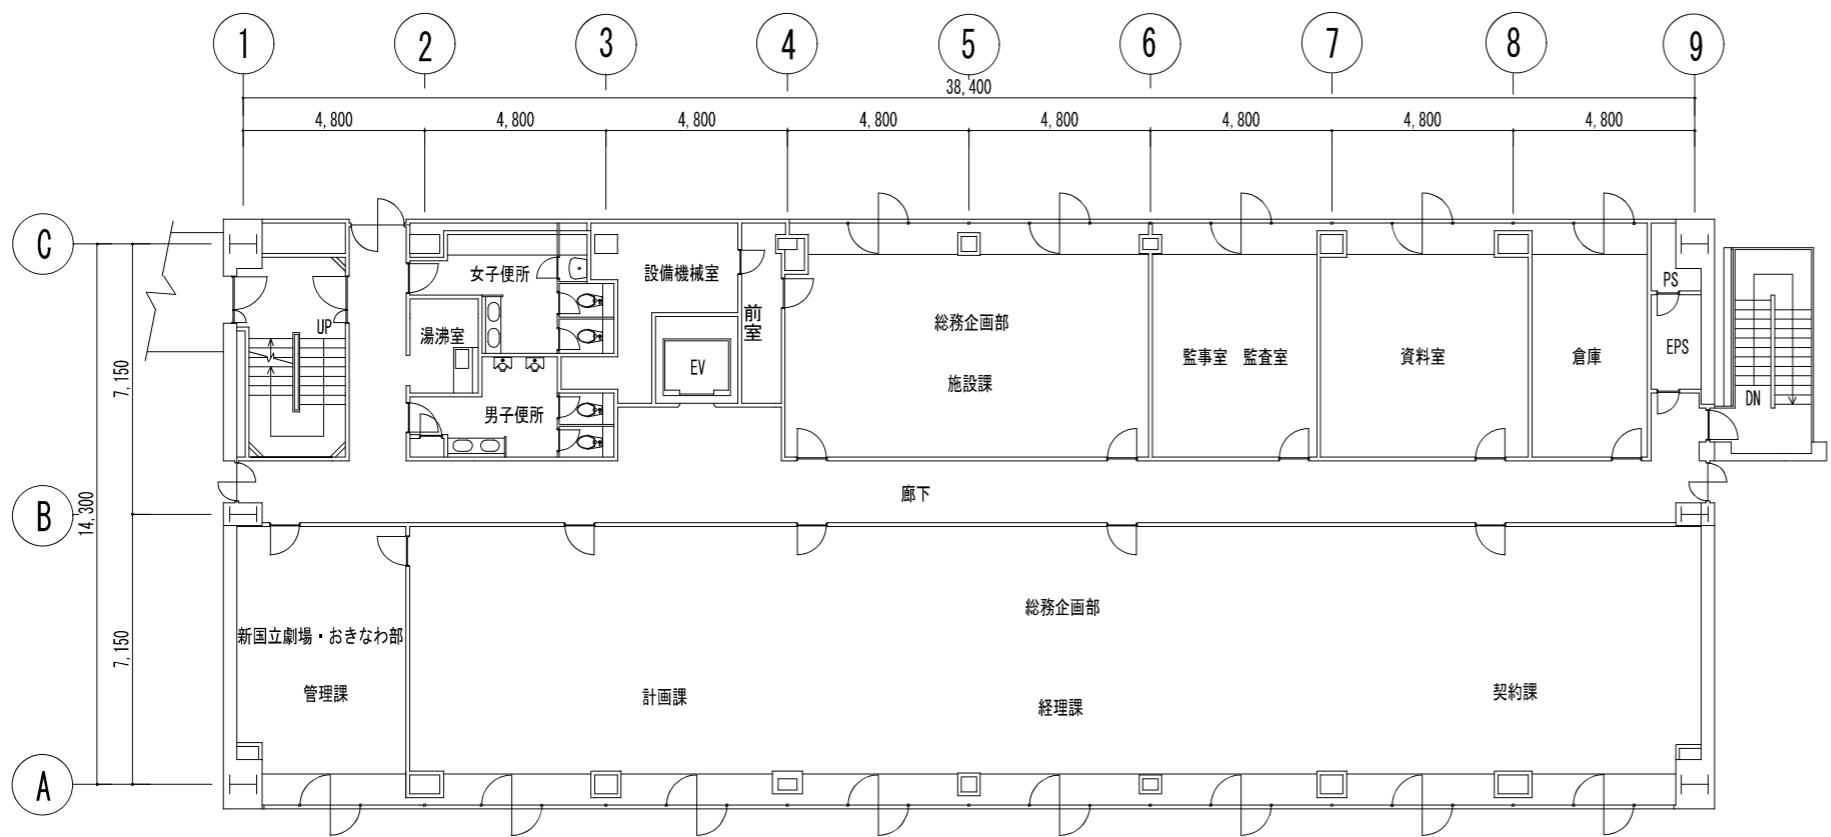 1 2 3 4 5 6 7 8 9
38,400
4,800 4,800 4,800 4,800 4,800 4,800 4,800 4,800
C
女子便所
設備機械室
前室
PS
UP
湯沸室
総務企画部
施設課
監事室 監査室
資料室
倉庫
EPS
EV
DN
7,150
男子便所
廊下
B
14,300
7,150
新国立劇場・おきなわ部
管理課
総務企画部
計画課
経理課
契約課
A